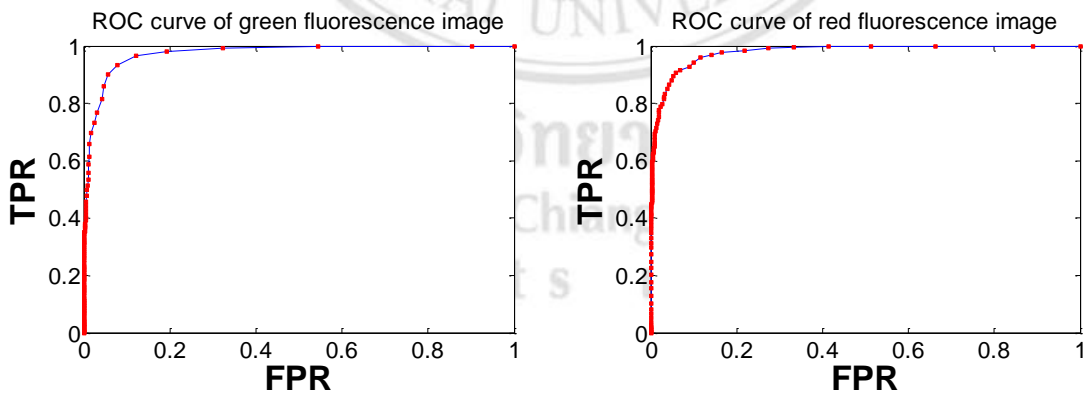 ROC curve of green fluorescence image
1
0.8
0.6
0.4
0.2
0
0 0.2 0.4 0.6 0.8 1
TPR
FPR
ROC curve of red fluorescence image
1
0.8
0.6
0.4
0.2
0
0 0.2 0.4 0.6 0.8 1
TPR
FPR
UNIV
Chiang
t s